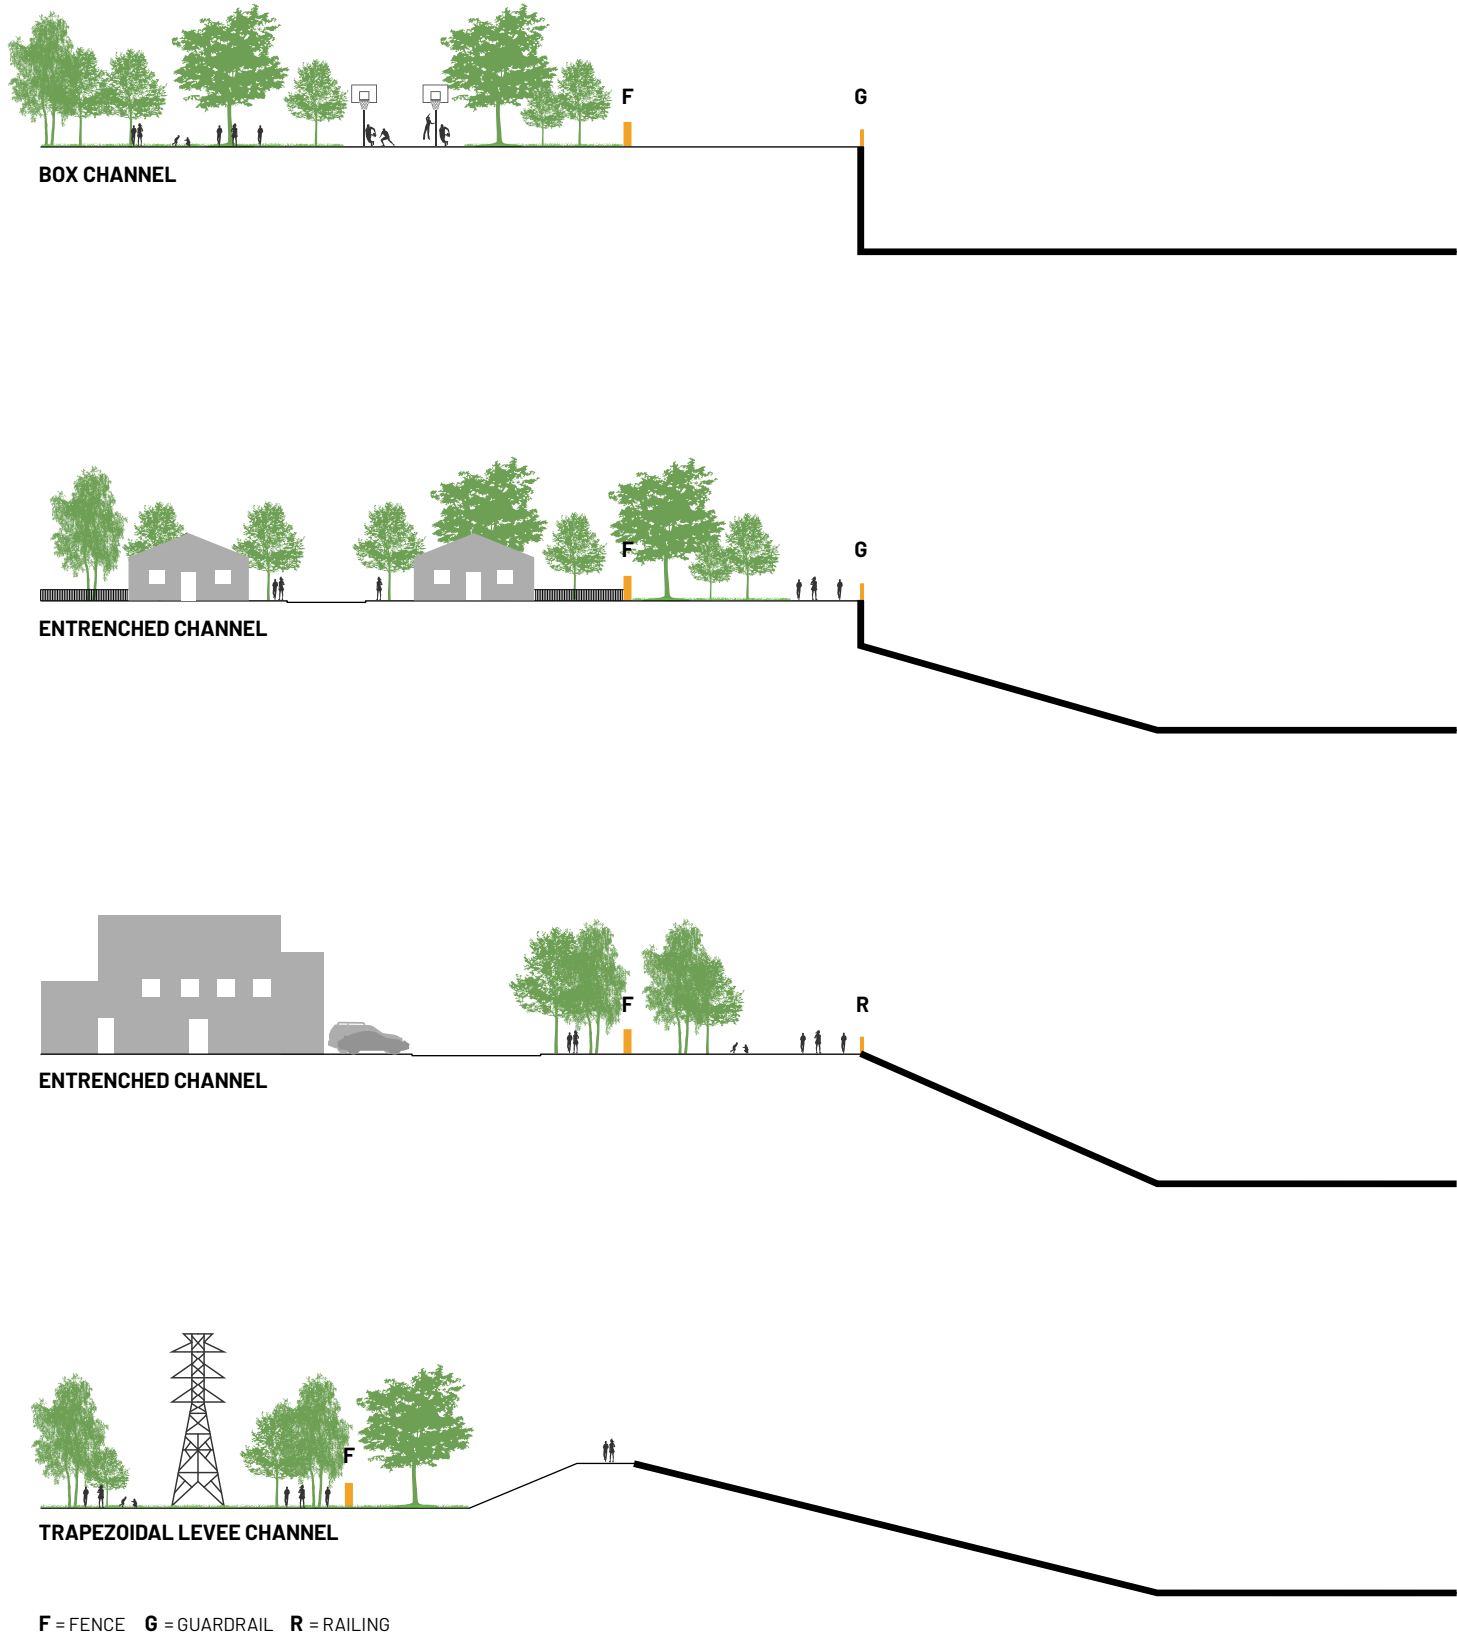 F G
BOX CHANNEL
F G
ENTRENCHED CHANNEL
F R
ENTRENCHED CHANNEL
F
TRAPEZOIDAL LEVEE CHANNEL
F = FENCE G = GUARDRAIL R = RAILING